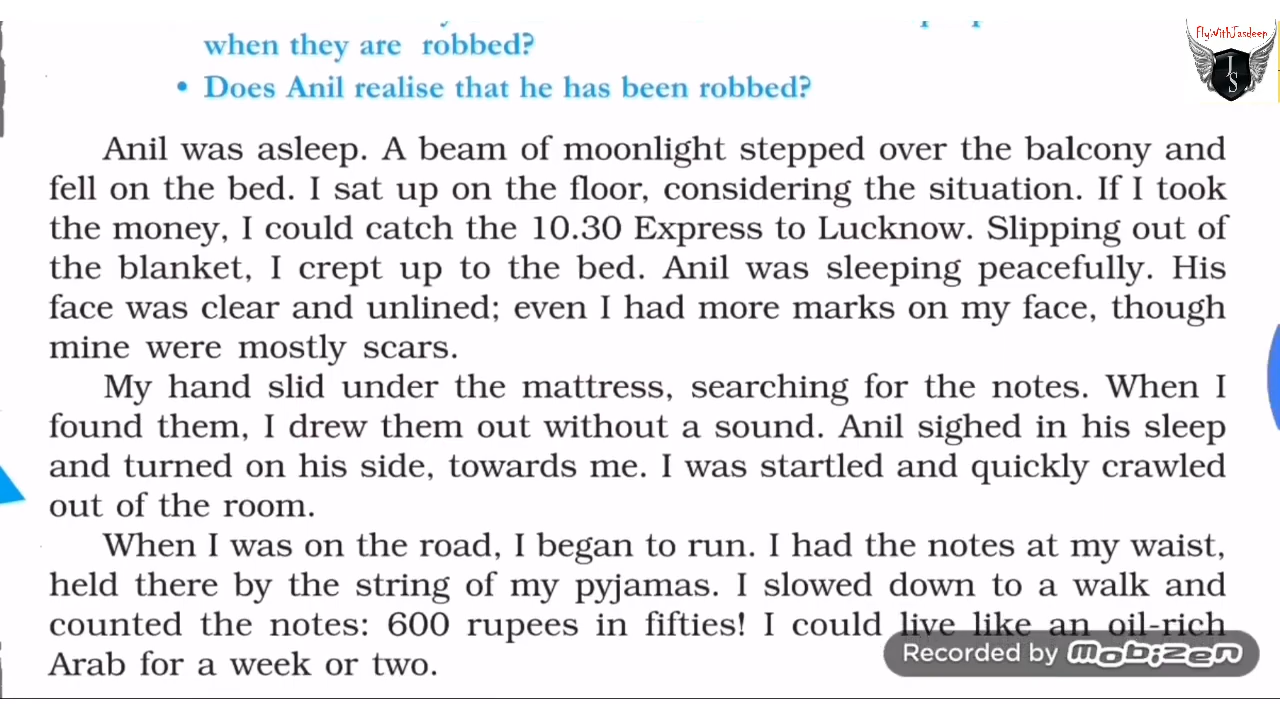 when they are robbed?
• Does Anil realise that he has been robbed?
Anil was asleep. A beam of moonlight stepped over the balcony and
fell on the bed. I sat up on the floor, considering the situation. If I took
the money, I could catch the 10.30 Express to Lucknow. Slipping out of
the blanket, I crept up to the bed. Anil was sleeping peacefully. His
face was clear and unlined; even I had more marks on my face, though
mine were mostly scars.
My hand slid under the mattress, searching for the notes. When I
found them, I drew them out without a sound. Anil sighed in his sleep
and turned on his side, towards me. I was startled and quickly crawled
out of the room.
When I was on the road, I began to run. I had the notes at my waist,
held there by the string of my pyjamas. I slowed down to a walk and
counted the notes: 600 rupees in fifties! I could live like an oil-rich
Arab for a week or two.
FlyWithJasdeep
J
S
Recorded by mobizen